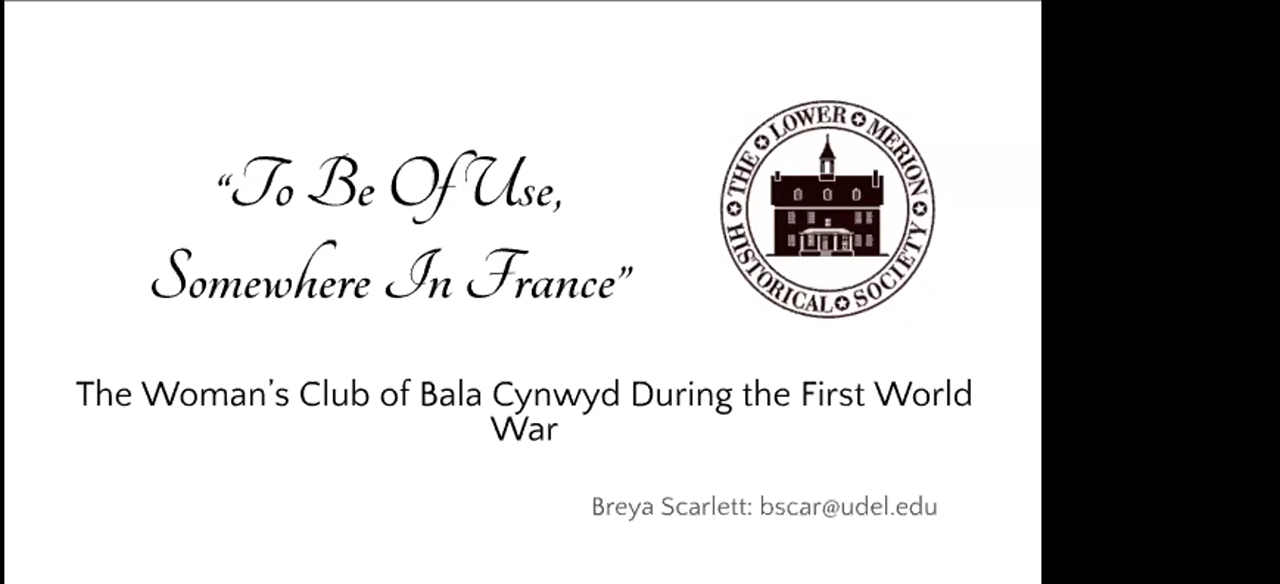 “To Be Of Use,
Somewhere In France”
THE LOWER MERION
HISTORICAL SOCIETY
The Woman’s Club of Bala Cynwyd During the First World
War
Breya Scarlett: bscar@udel.edu